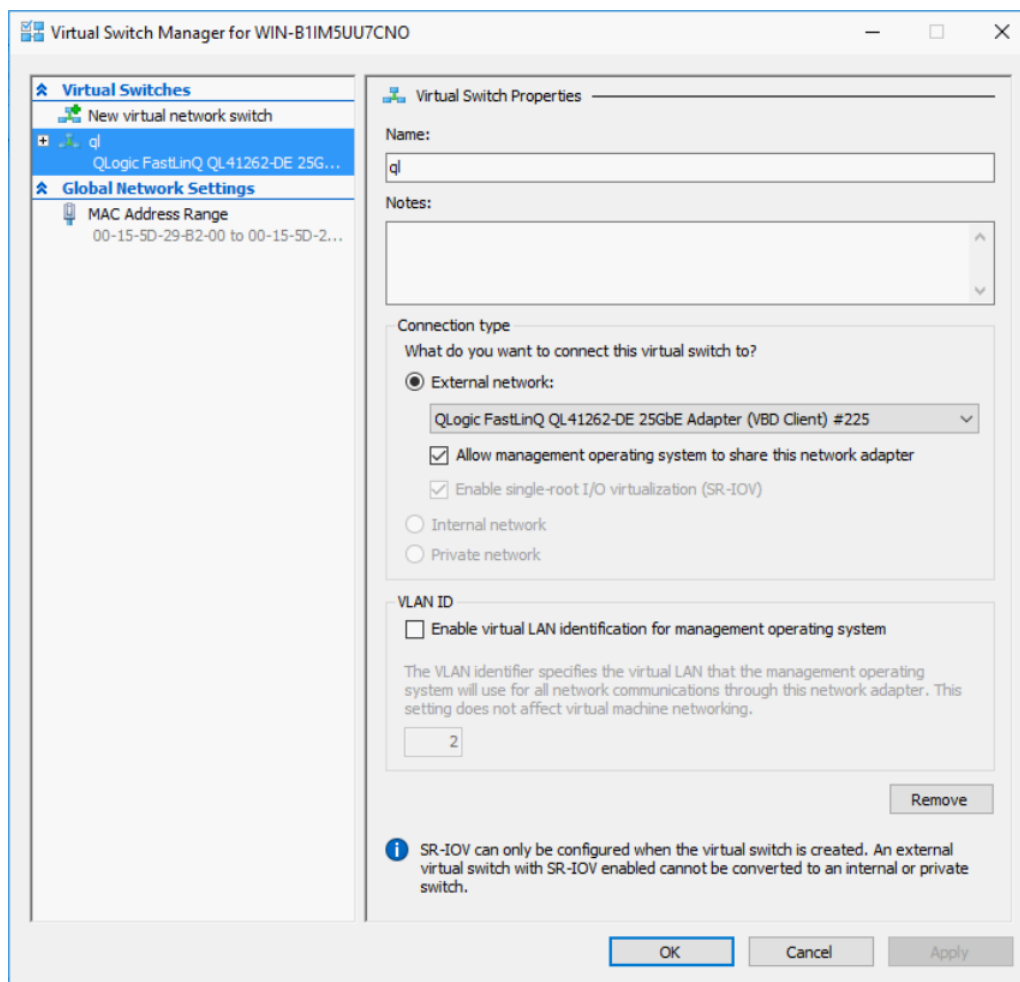 Virtual Switch Manager for WIN-B1IM5UU7CNO
Virtual Switches
New virtual network switch
ql
QLogic FastLinQ QL41262-DE 25G...
Global Network Settings
MAC Address Range
00-15-5D-29-B2-00 to 00-15-5D-2...
Virtual Switch Properties
Name:
ql
Notes:
Connection type
What do you want to connect this virtual switch to?
External network:
QLogic FastLinQ QL41262-DE 25GbE Adapter (VBD Client) #225
Allow management operating system to share this network adapter
Enable single-root I/O virtualization (SR-IOV)
Internal network
Private network
VLAN ID
Enable virtual LAN identification for management operating system
The VLAN identifier specifies the virtual LAN that the management operating
system will use for all network communications through this network adapter. This
setting does not affect virtual machine networking.
2
Remove
SR-IOV can only be configured when the virtual switch is created. An external
virtual switch with SR-IOV enabled cannot be converted to an internal or private
switch.
OK Cancel Apply